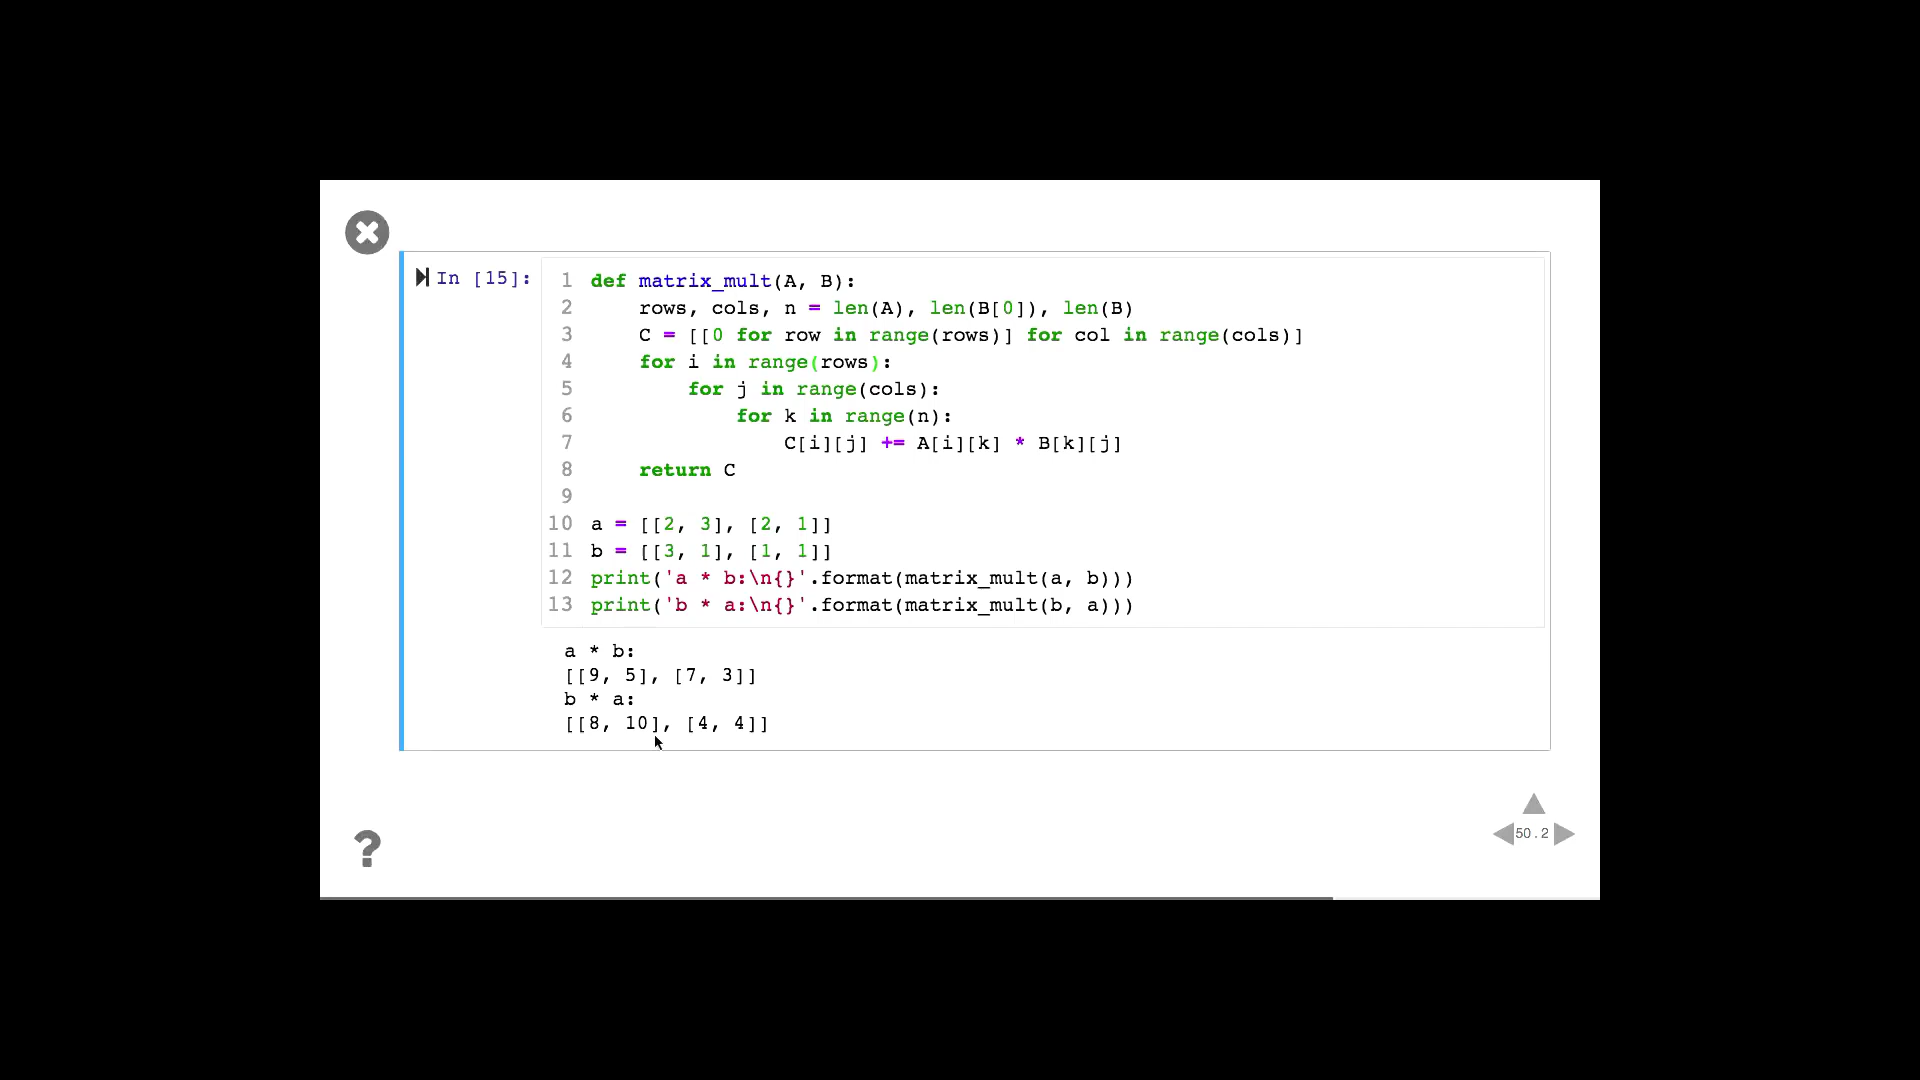 In [15]:
1 def matrix_mult(A, B):
2     rows, cols, n = len(A), len(B[0]), len(B)
3     C = [[0 for row in range(rows)] for col in range(cols)]
4     for i in range(rows):
5         for j in range(cols):
6             for k in range(n):
7                 C[i][j] += A[i][k] * B[k][j]
8     return C
9
10 a = [[2, 3], [2, 1]]
11 b = [[3, 1], [1, 1]]
12 print('a * b:\n{}'.format(matrix_mult(a, b)))
13 print('b * a:\n{}'.format(matrix_mult(b, a)))
a * b:
[[9, 5], [7, 3]]
b * a:
[[8, 10], [4, 4]]
50.2
?